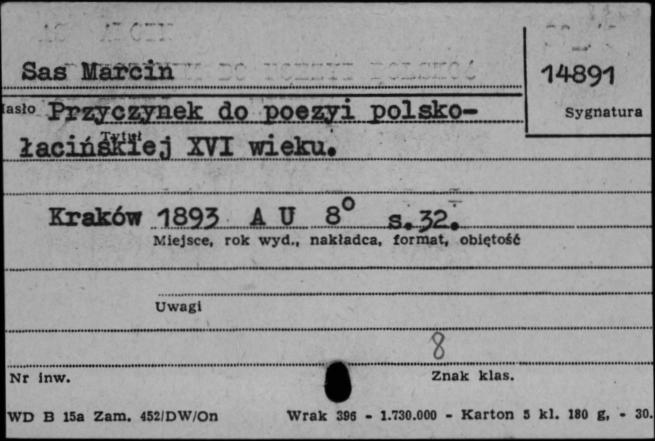 Sas Marcin
14891
Hasło Przyczynek do poezyi polsko-
Sygnatura
łacińskiej XVI wieku.
Tytuł
Kraków 1893 A U 8° s.32.
Miejsce, rok wyd., nakładca, format, objętość
Uwagi
8
Nr inw.
Znak klas.
WD B 15a Zam. 452/DW/On Wrak 396 - 1.730.000 - Karton 5 kl. 180 g, - 30.